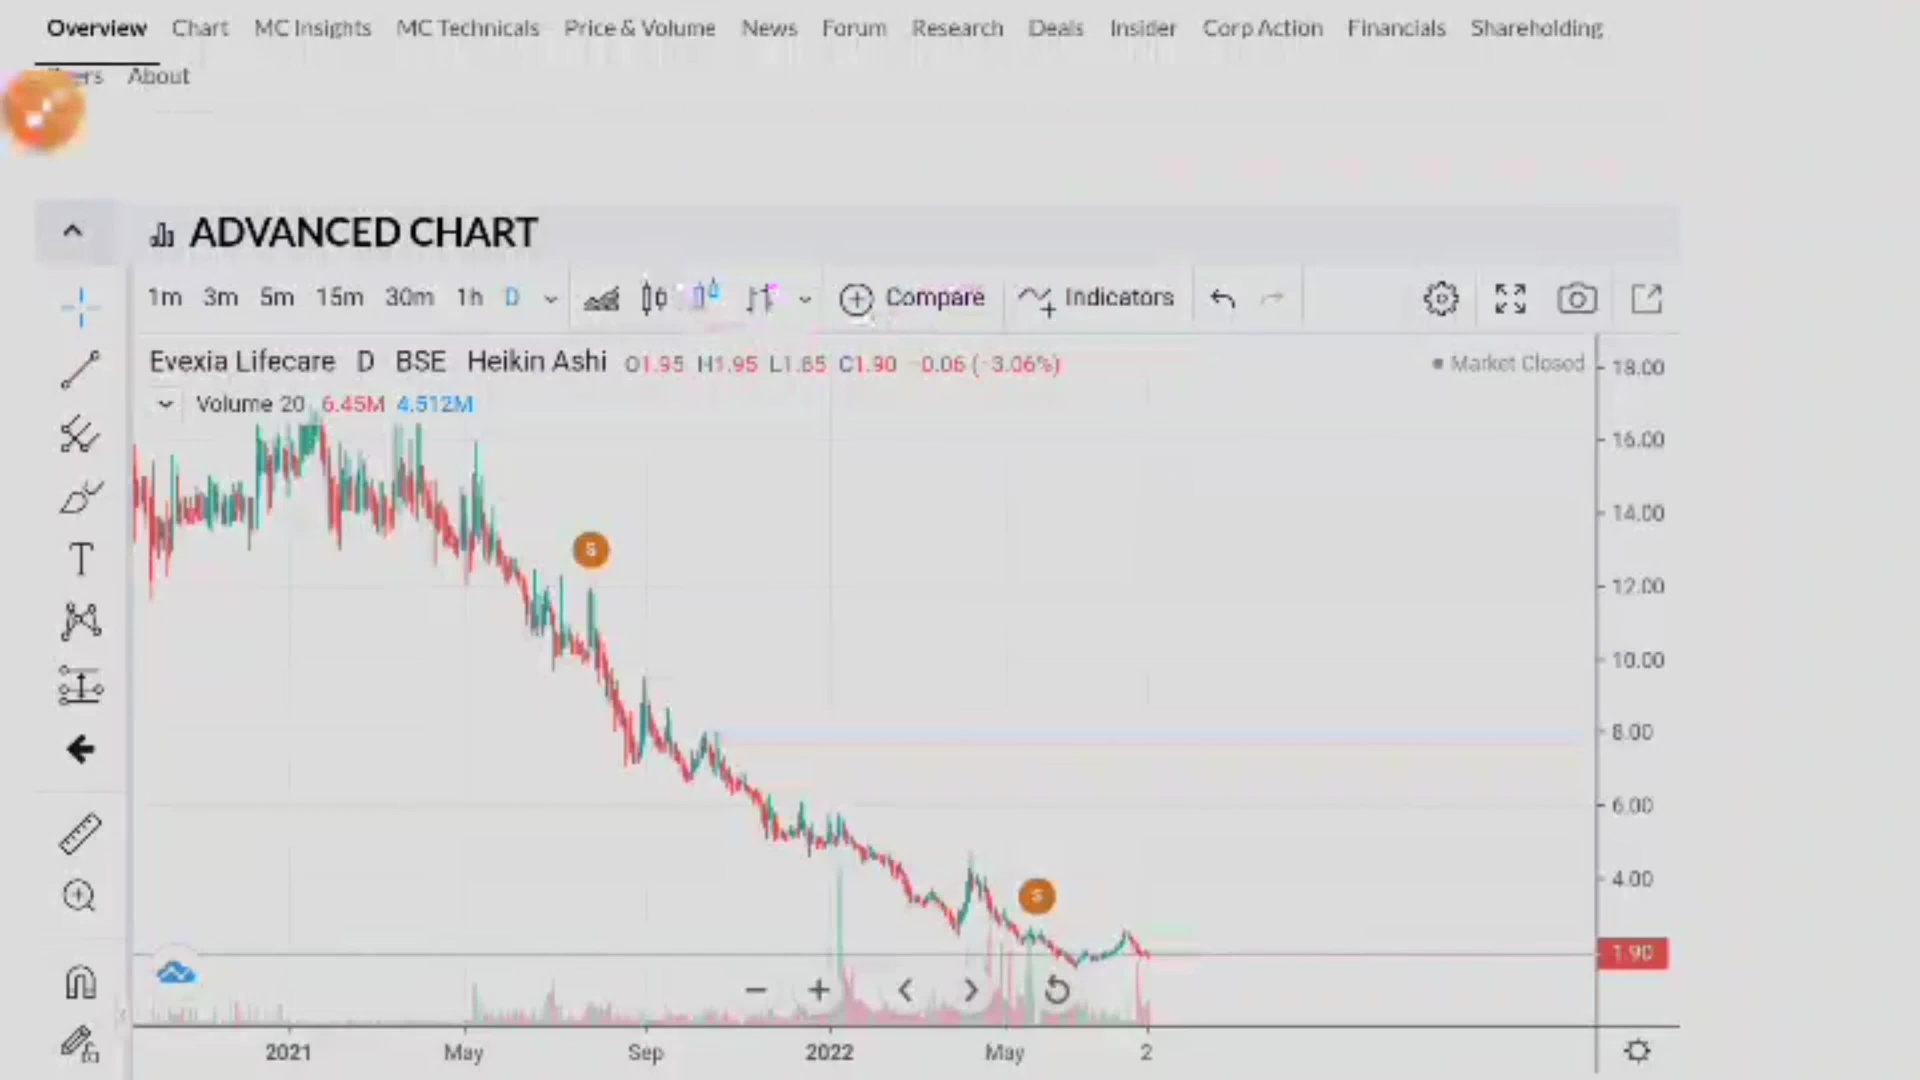 Overview Chart MC Insights MC Technicals Price & Volume News Forum Research Deals Insider Corp Action Financials Shareholding
About
ADVANCED CHART
1m 3m 5m 15m 30m 1h D Compare Indicators
Evexia Lifecare D BSE Heikin Ashi O1.95 H1.95 L1.85 C1.90 −0.06 (−3.06%) Market Closed
Volume 20 6.45M 4.512M
18.00
16.00
14.00
12.00
10.00
8.00
6.00
4.00
1.90
S
S
2021 May Sep 2022 May 2